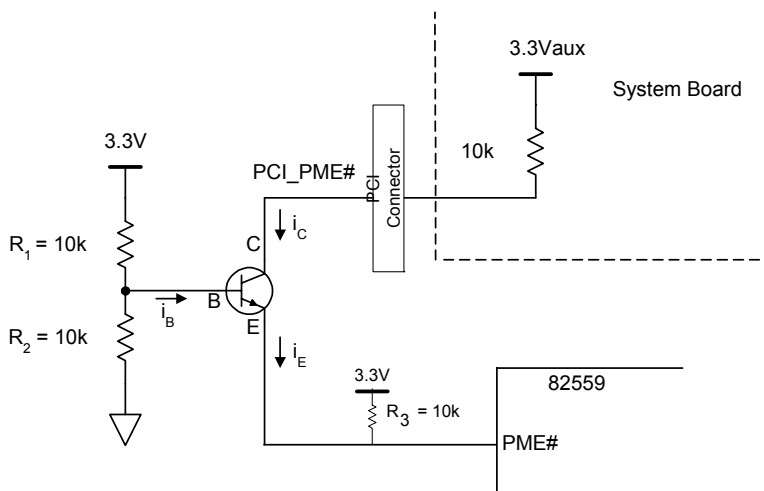 3.3Vaux
System Board
3.3V
10k
PCI_PME#
PCI
Connector
R1 = 10k
C
iC
B
iB
E
R2 = 10k
iE
3.3V
R3 = 10k
82559
PME#